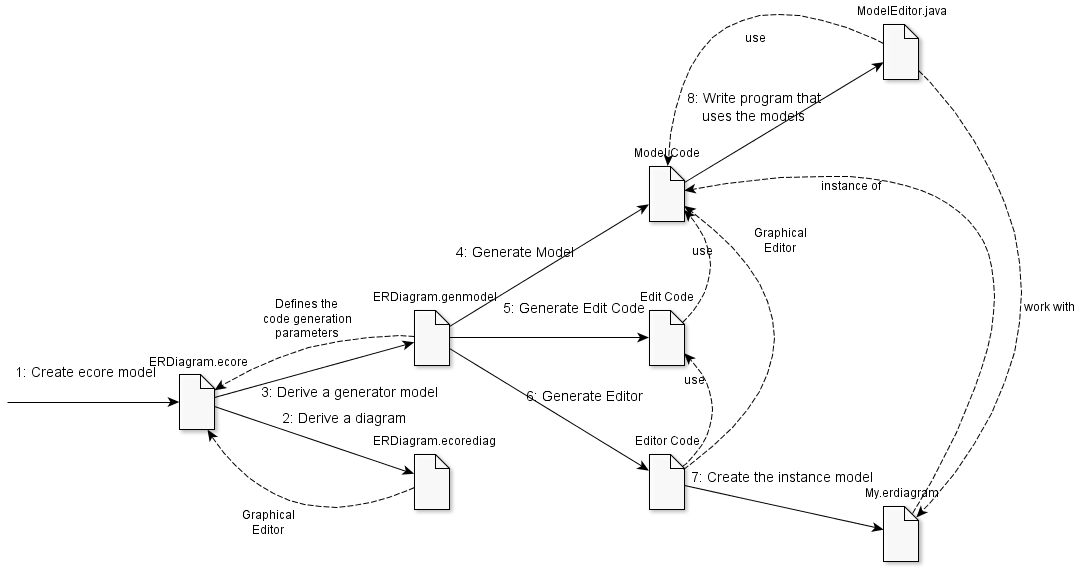 ModelEditor.java
use
8: Write program that
uses the models
Model Code
instance of
Graphical
Editor
4: Generate Model
use
ERDiagram.genmodel
Edit Code
Defines the
code generation
parameters
5: Generate Edit Code
work with
ERDiagram.ecore
1: Create ecore model
3: Derive a generator model
use
6: Generate Editor
2: Derive a diagram
ERDiagram.ecorediag
Editor Code
7: Create the instance model
My.erdiagram
Graphical
Editor